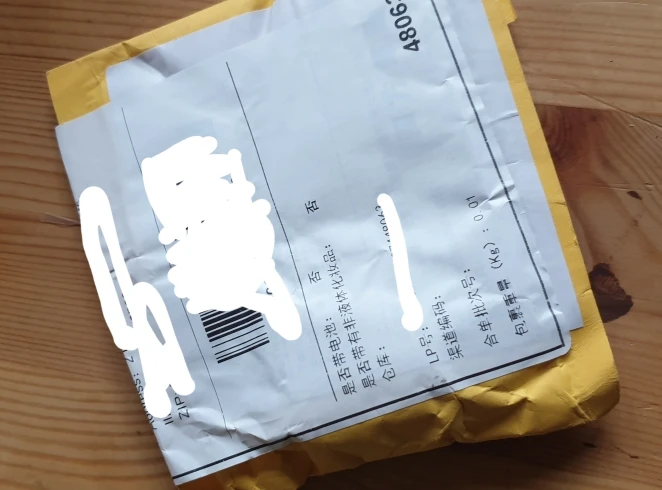 ZIP
是否带电池： 否
是否带有非液体化妆品： 否
仓库：
LP号：
渠道编码：
合单批次号：
包裹重量 (Kg)：0.01
4806